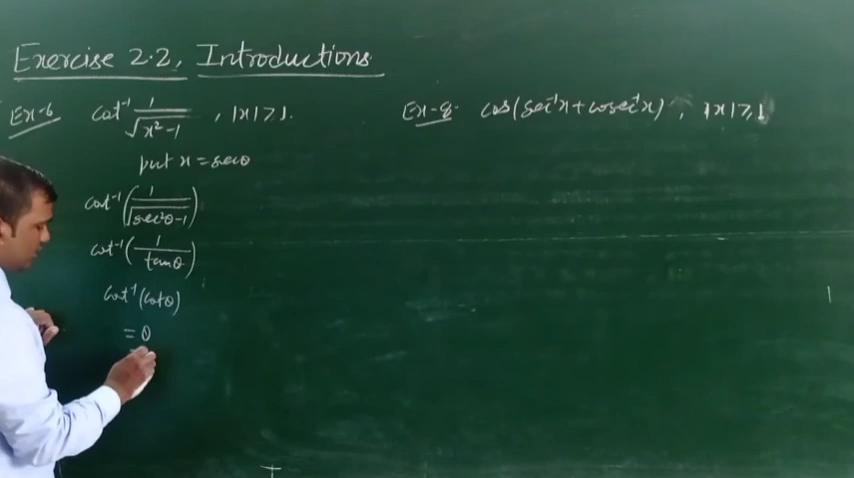 Exercise 2.2, Introductions
Ex-6 cot⁻¹ 1/√x²-1 , |x|>1.
put x = secθ
cot⁻¹(1/√sec²θ-1)
cot⁻¹(1/tanθ)
cot⁻¹(cotθ)
= θ
Ex-8. cos(sec⁻¹x+cosec⁻¹x) , |x|≥1